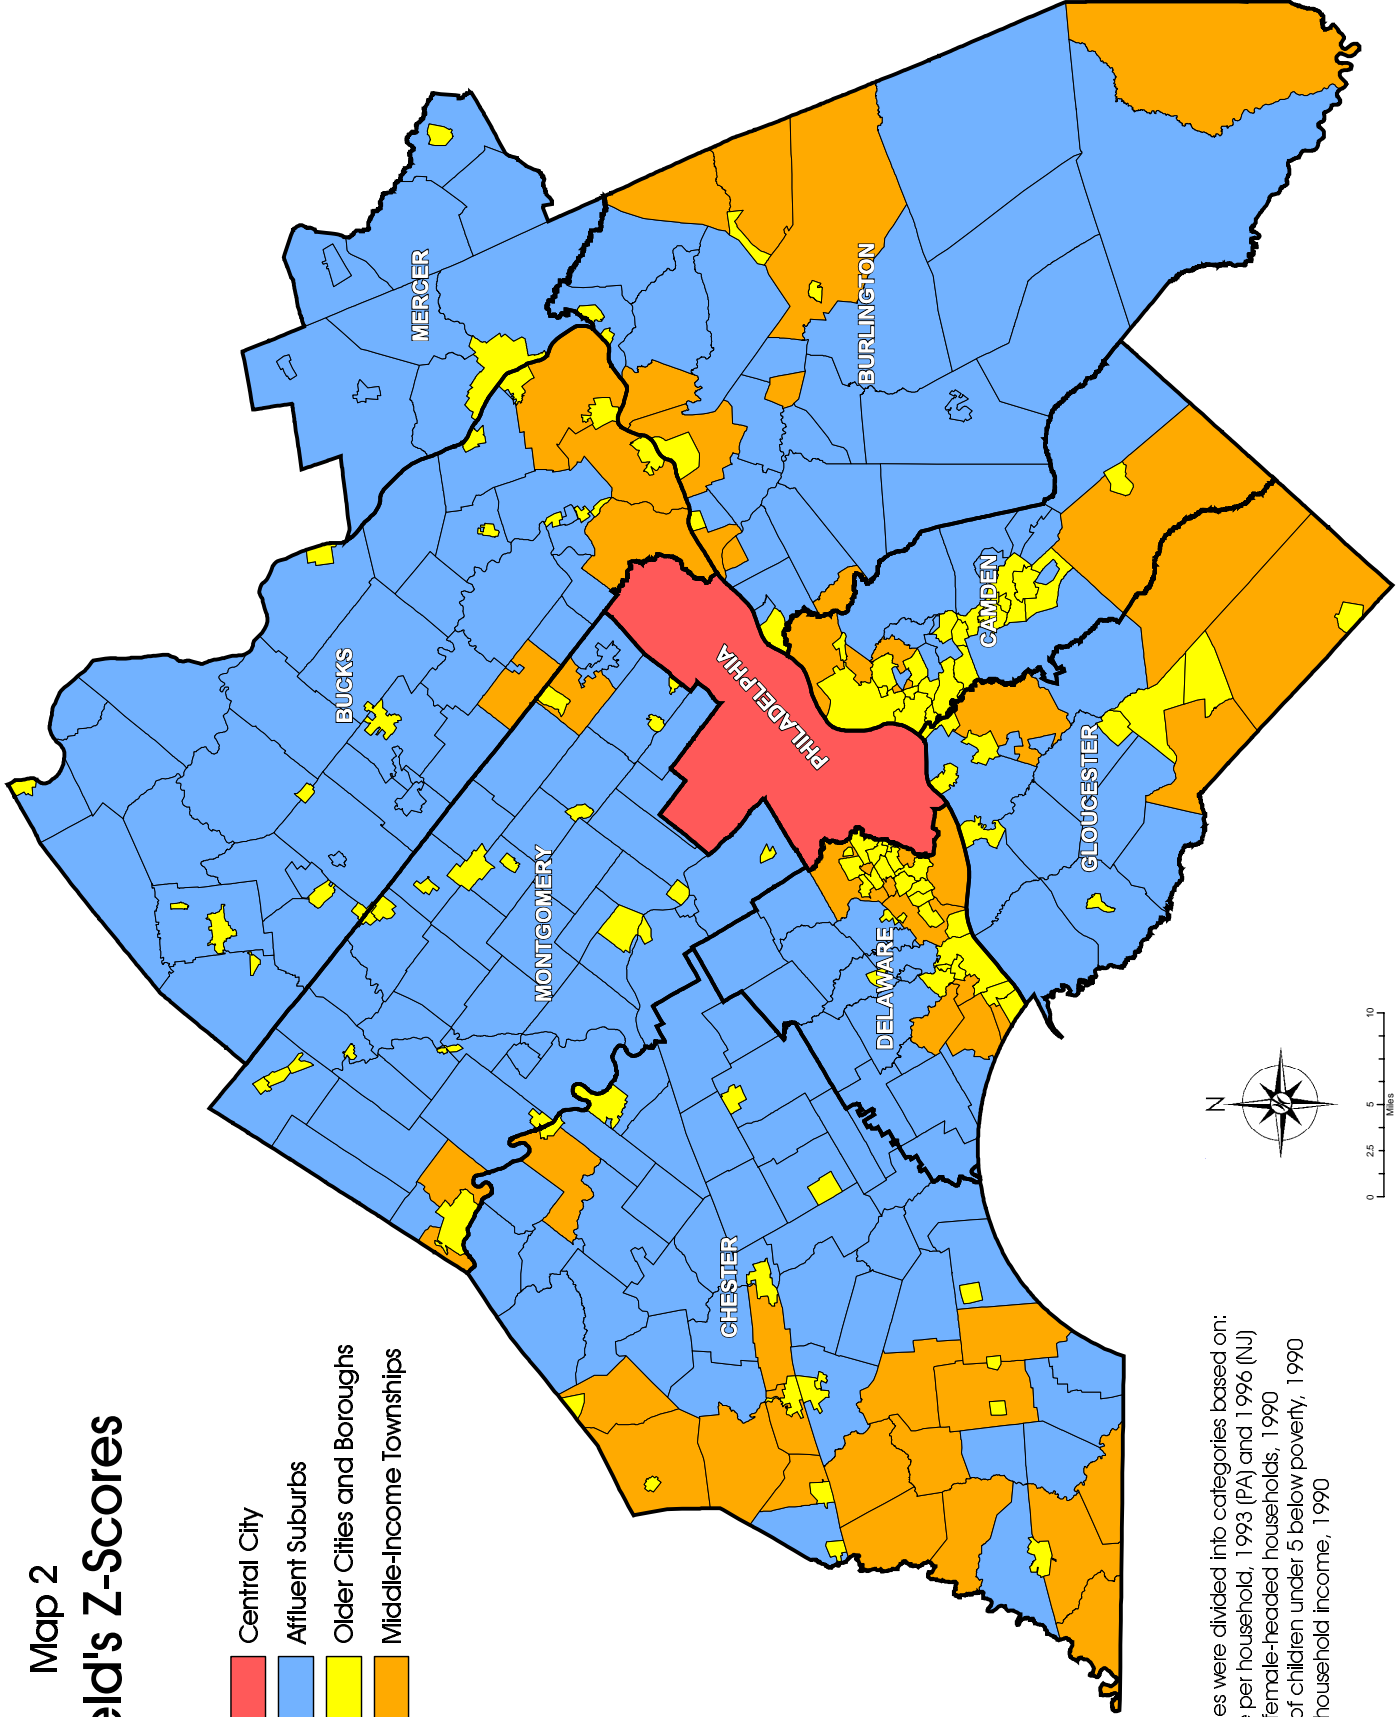 Map 2
eld's Z-Scores
Central City
Affluent Suburbs
Older Cities and Boroughs
Middle-Income Townships
BUCKS
MERCER
MONTGOMERY
PHILADELPHIA
BURLINGTON
CHESTER
DELAWARE
CAMDEN
GLOUCESTER
es were divided into categories based on:
e per household, 1993 (PA) and 1996 (NJ)
female-headed households, 1990
of children under 5 below poverty, 1990
household income, 1990
N
0 2.5 5 10
Miles